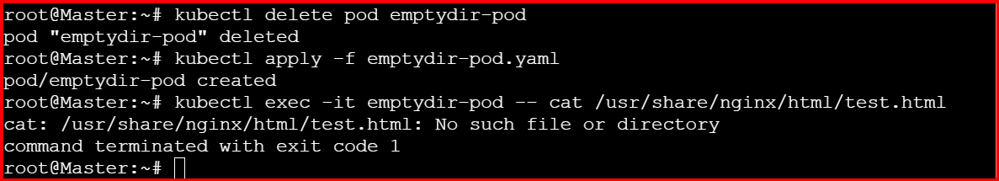 root@Master:~# kubectl delete pod emptydir-pod
pod "emptydir-pod" deleted
root@Master:~# kubectl apply -f emptydir-pod.yaml
pod/emptydir-pod created
root@Master:~# kubectl exec -it emptydir-pod -- cat /usr/share/nginx/html/test.html
cat: /usr/share/nginx/html/test.html: No such file or directory
command terminated with exit code 1
root@Master:~#